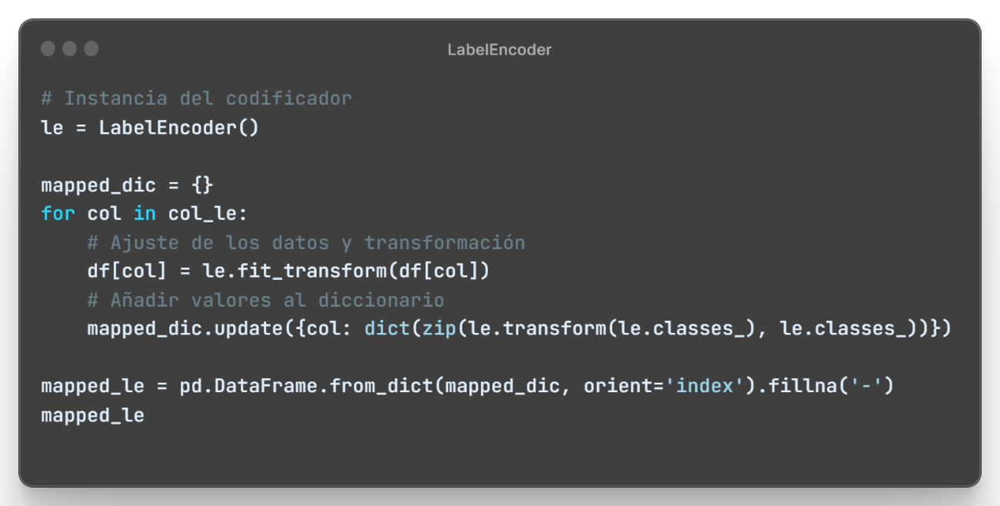 LabelEncoder
# Instancia del codificador
le = LabelEncoder()
mapped_dic = {}
for col in col_le:
    # Ajuste de los datos y transformación
    df[col] = le.fit_transform(df[col])
    # Añadir valores al diccionario
    mapped_dic.update({col: dict(zip(le.transform(le.classes_), le.classes_))})
mapped_le = pd.DataFrame.from_dict(mapped_dic, orient='index').fillna('-')
mapped_le